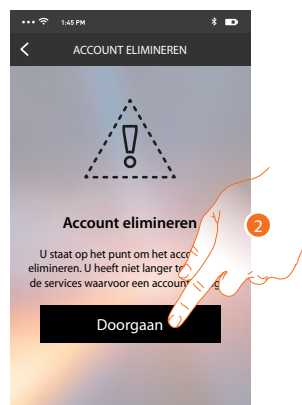 1:45 PM
ACCOUNT ELIMINEREN
Account elimineren
U staat op het punt om het
elimineren. U heeft niet langer
de services waarvoor een account
Doorgaan
2